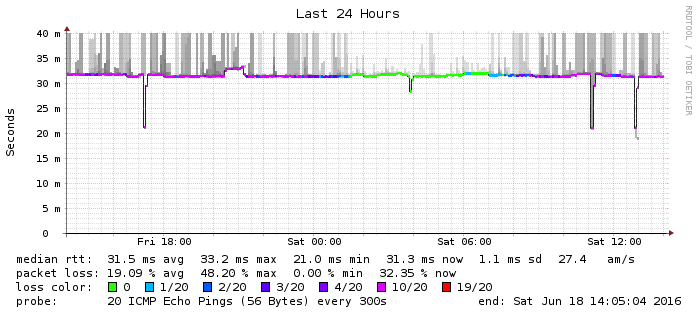 Last 24 Hours
RRDTOOL / TOBI OETIKER
Seconds
40 m
35 m
30 m
25 m
20 m
15 m
10 m
5 m
0
Fri 18:00 Sat 00:00 Sat 06:00 Sat 12:00
median rtt: 31.5 ms avg 33.2 ms max 21.0 ms min 31.3 ms now 1.1 ms sd 27.4 am/s
packet loss: 19.09 % avg 48.20 % max 0.00 % min 32.35 % now
loss color: 0 1/20 2/20 3/20 4/20 10/20 19/20
probe: 20 ICMP Echo Pings (56 Bytes) every 300s end: Sat Jun 18 14:05:04 2016